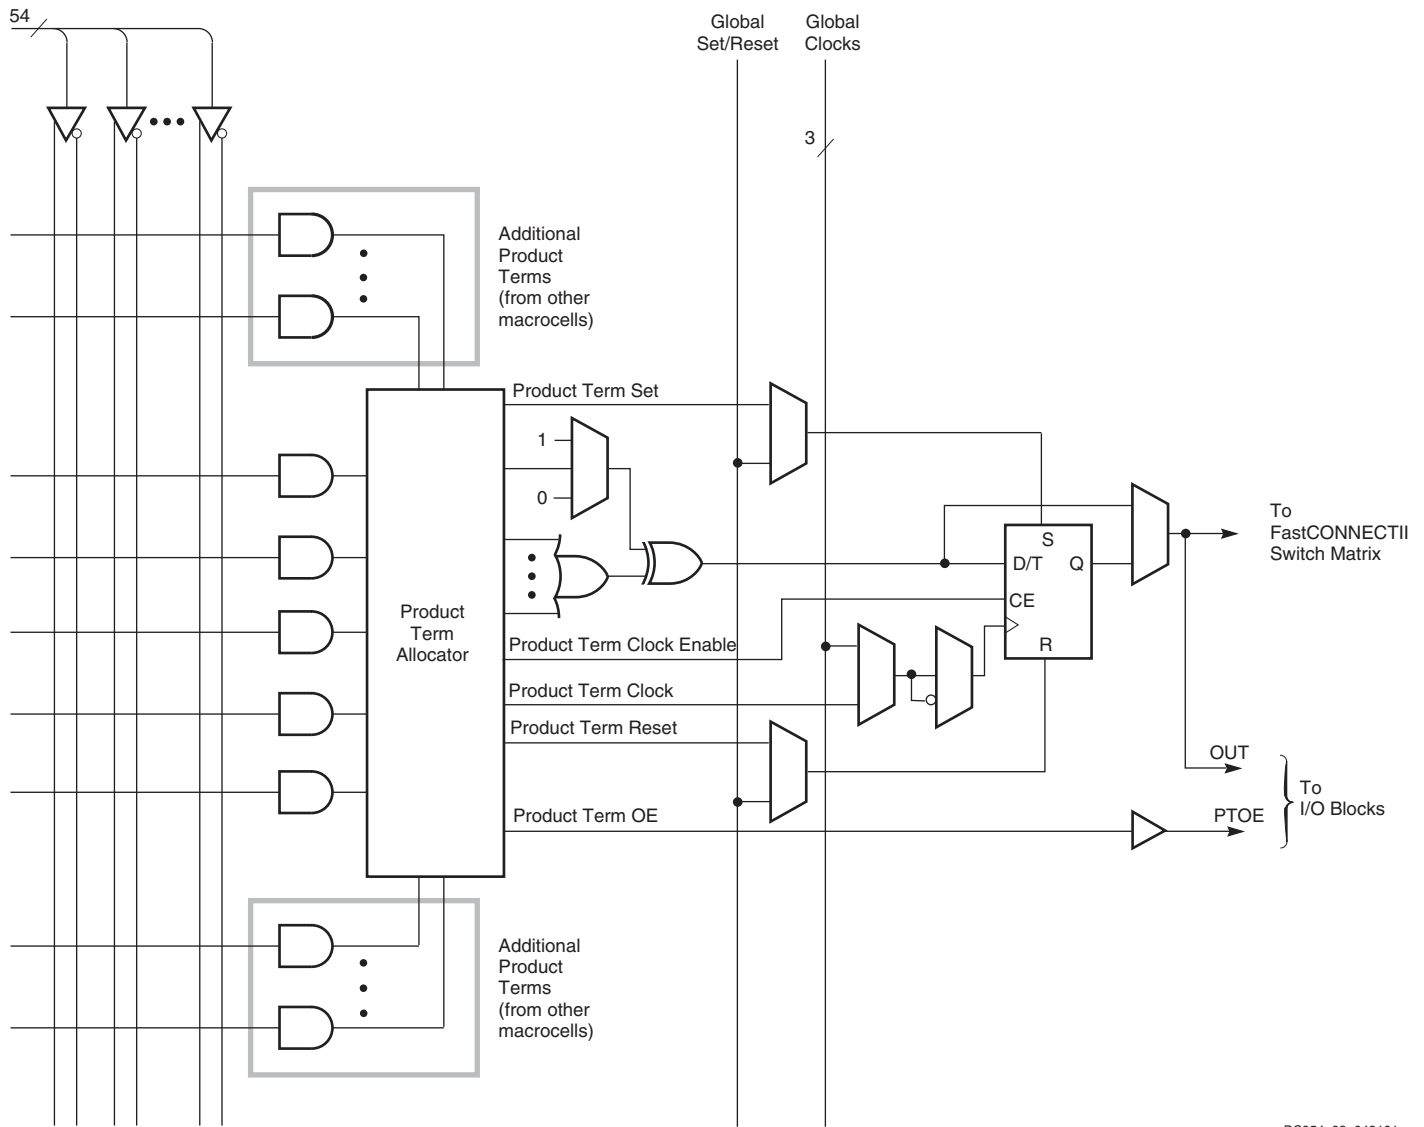 54
Global
Set/Reset
Global
Clocks
3
Additional
Product
Terms
(from other
macrocells)
Product Term Set
1
0
Product
Term
Allocator
S
D/T
Q
CE
R
To
FastCONNECTII
Switch Matrix
Product Term Clock Enable
Product Term Clock
Product Term Reset
Product Term OE
OUT
PTOE
To
I/O Blocks
Additional
Product
Terms
(from other
macrocells)